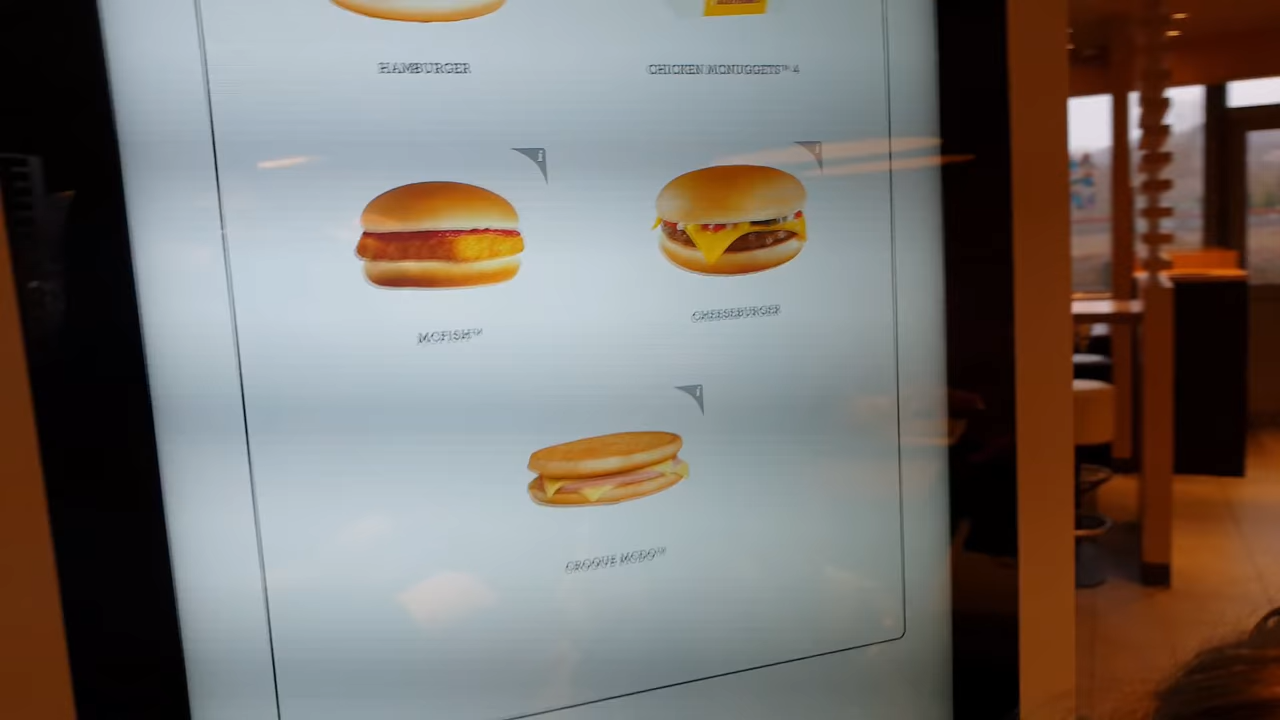 HAMBURGER
CHICKEN MCNUGGETS™ 4
MCFISH™
CHEESEBURGER
CROQUE MCDO™